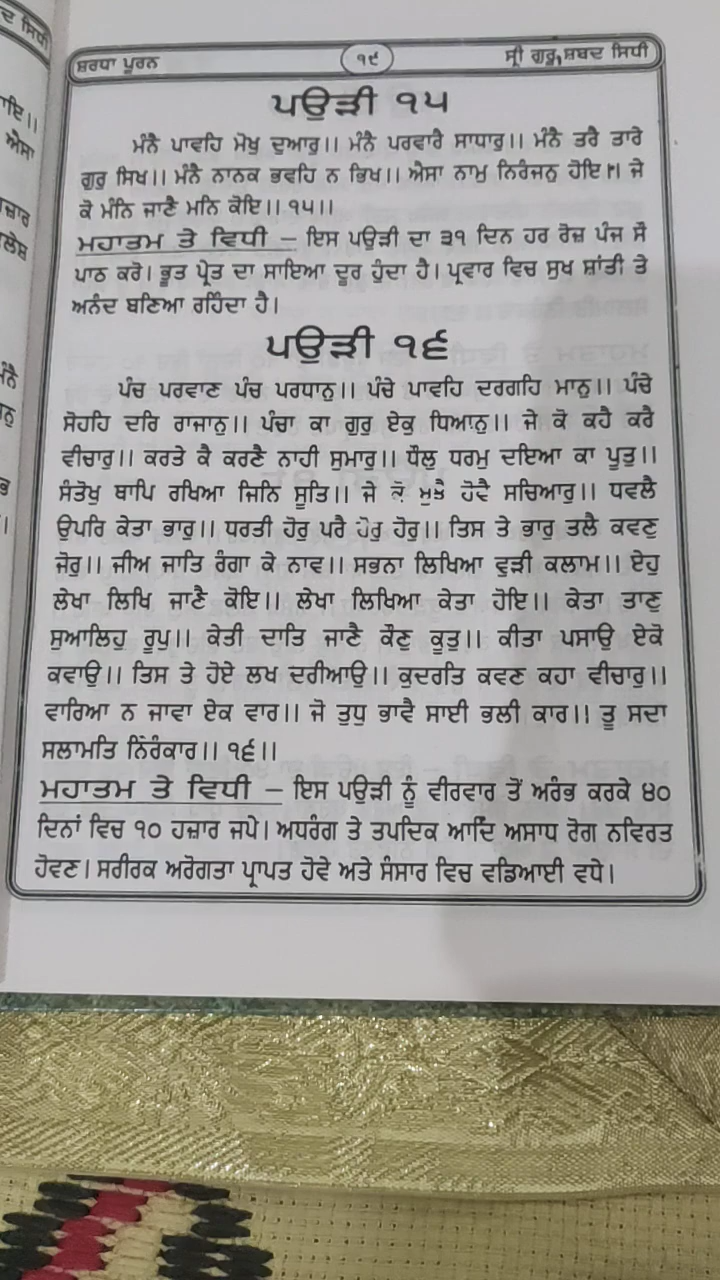 ਸ਼ਰਧਾ ਪੂਰਨ
੧੯
ਸ੍ਰੀ ਗੁਰੂ ਸ਼ਬਦ ਸਿਧੀ
ਪਉੜੀ ੧੫
ਮੰਨੈ ਪਾਵਹਿ ਮੋਖੁ ਦੁਆਰੁ।। ਮੰਨੈ ਪਰਵਾਰੈ ਸਾਧਾਰੁ।। ਮੰਨੈ ਤਰੈ ਤਾਰੇ
ਗੁਰੁ ਸਿਖ।। ਮੰਨੈ ਨਾਨਕ ਭਵਹਿ ਨ ਭਿਖ।। ਐਸਾ ਨਾਮੁ ਨਿਰੰਜਨੁ ਹੋਇ।। ਜੇ
ਕੋ ਮੰਨਿ ਜਾਣੈ ਮਨਿ ਕੋਇ।। ੧੫।।
ਮਹਾਤਮ ਤੇ ਵਿਧੀ – ਇਸ ਪਉੜੀ ਦਾ ੩੧ ਦਿਨ ਹਰ ਰੋਜ਼ ਪੰਜ ਸੌ
ਪਾਠ ਕਰੋ। ਭੂਤ ਪ੍ਰੇਤ ਦਾ ਸਾਇਆ ਦੂਰ ਹੁੰਦਾ ਹੈ। ਪ੍ਰਵਾਰ ਵਿਚ ਸੁਖ ਸ਼ਾਂਤੀ ਤੇ
ਅਨੰਦ ਬਣਿਆ ਰਹਿੰਦਾ ਹੈ।
ਪਉੜੀ ੧੬
ਪੰਚ ਪਰਵਾਣ ਪੰਚ ਪਰਧਾਨੁ।। ਪੰਚੇ ਪਾਵਹਿ ਦਰਗਹਿ ਮਾਨੁ।। ਪੰਚੇ
ਸੋਹਹਿ ਦਰਿ ਰਾਜਾਨੁ।। ਪੰਚਾ ਕਾ ਗੁਰੁ ਏਕੁ ਧਿਆਨੁ।। ਜੇ ਕੋ ਕਹੈ ਕਰੈ
ਵੀਚਾਰੁ।। ਕਰਤੇ ਕੈ ਕਰਣੈ ਨਾਹੀ ਸੁਮਾਰੁ।। ਧੌਲੁ ਧਰਮੁ ਦਇਆ ਕਾ ਪੂਤੁ।।
ਸੰਤੋਖੁ ਥਾਪਿ ਰਖਿਆ ਜਿਨਿ ਸੂਤਿ।। ਜੇ ਕੋ ਹੋਵੈ ਸਚਿਆਰੁ।। ਧਵਲੈ
ਉਪਰਿ ਕੇਤਾ ਭਾਰੁ।। ਧਰਤੀ ਹੋਰੁ ਪਰੈ ਹੋਰੁ ਹੋਰੁ।। ਤਿਸ ਤੇ ਭਾਰੁ ਤਲੈ ਕਵਣੁ
ਜੋਰੁ।। ਜੀਅ ਜਾਤਿ ਰੰਗਾ ਕੇ ਨਾਵ।। ਸਭਨਾ ਲਿਖਿਆ ਵੁੜੀ ਕਲਾਮ।। ਏਹੁ
ਲੇਖਾ ਲਿਖਿ ਜਾਣੈ ਕੋਇ।। ਲੇਖਾ ਲਿਖਿਆ ਕੇਤਾ ਹੋਇ।। ਕੇਤਾ ਤਾਣੁ
ਸੁਆਲਿਹੁ ਰੂਪੁ।। ਕੇਤੀ ਦਾਤਿ ਜਾਣੈ ਕੌਣੁ ਕੂਤੁ।। ਕੀਤਾ ਪਸਾਉ ਏਕੋ
ਕਵਾਉ।। ਤਿਸ ਤੇ ਹੋਏ ਲਖ ਦਰੀਆਉ।। ਕੁਦਰਤਿ ਕਵਣ ਕਹਾ ਵੀਚਾਰੁ।।
ਵਾਰਿਆ ਨ ਜਾਵਾ ਏਕ ਵਾਰ।। ਜੋ ਤੁਧੁ ਭਾਵੈ ਸਾਈ ਭਲੀ ਕਾਰ।। ਤੂ ਸਦਾ
ਸਲਾਮਤਿ ਨਿੰਰੰਕਾਰ।। ੧੬।।
ਮਹਾਤਮ ਤੇ ਵਿਧੀ – ਇਸ ਪਉੜੀ ਨੂੰ ਵੀਰਵਾਰ ਤੋਂ ਅਰੰਭ ਕਰਕੇ ੪੦
ਦਿਨਾਂ ਵਿਚ ੧੦ ਹਜ਼ਾਰ ਜਪੇ। ਅਧਰੰਗ ਤੇ ਤਪਦਿਕ ਆਦਿੰ ਅਸਾਧ ਰੋਗ ਨਵਿਰਤ
ਹੋਵਣ। ਸਰੀਰਕ ਅਰੋਗਤਾ ਪ੍ਰਾਪਤ ਹੋਵੇ ਅਤੇ ਸੰਸਾਰ ਵਿਚ ਵਡਿਆਈ ਵਧੇ।